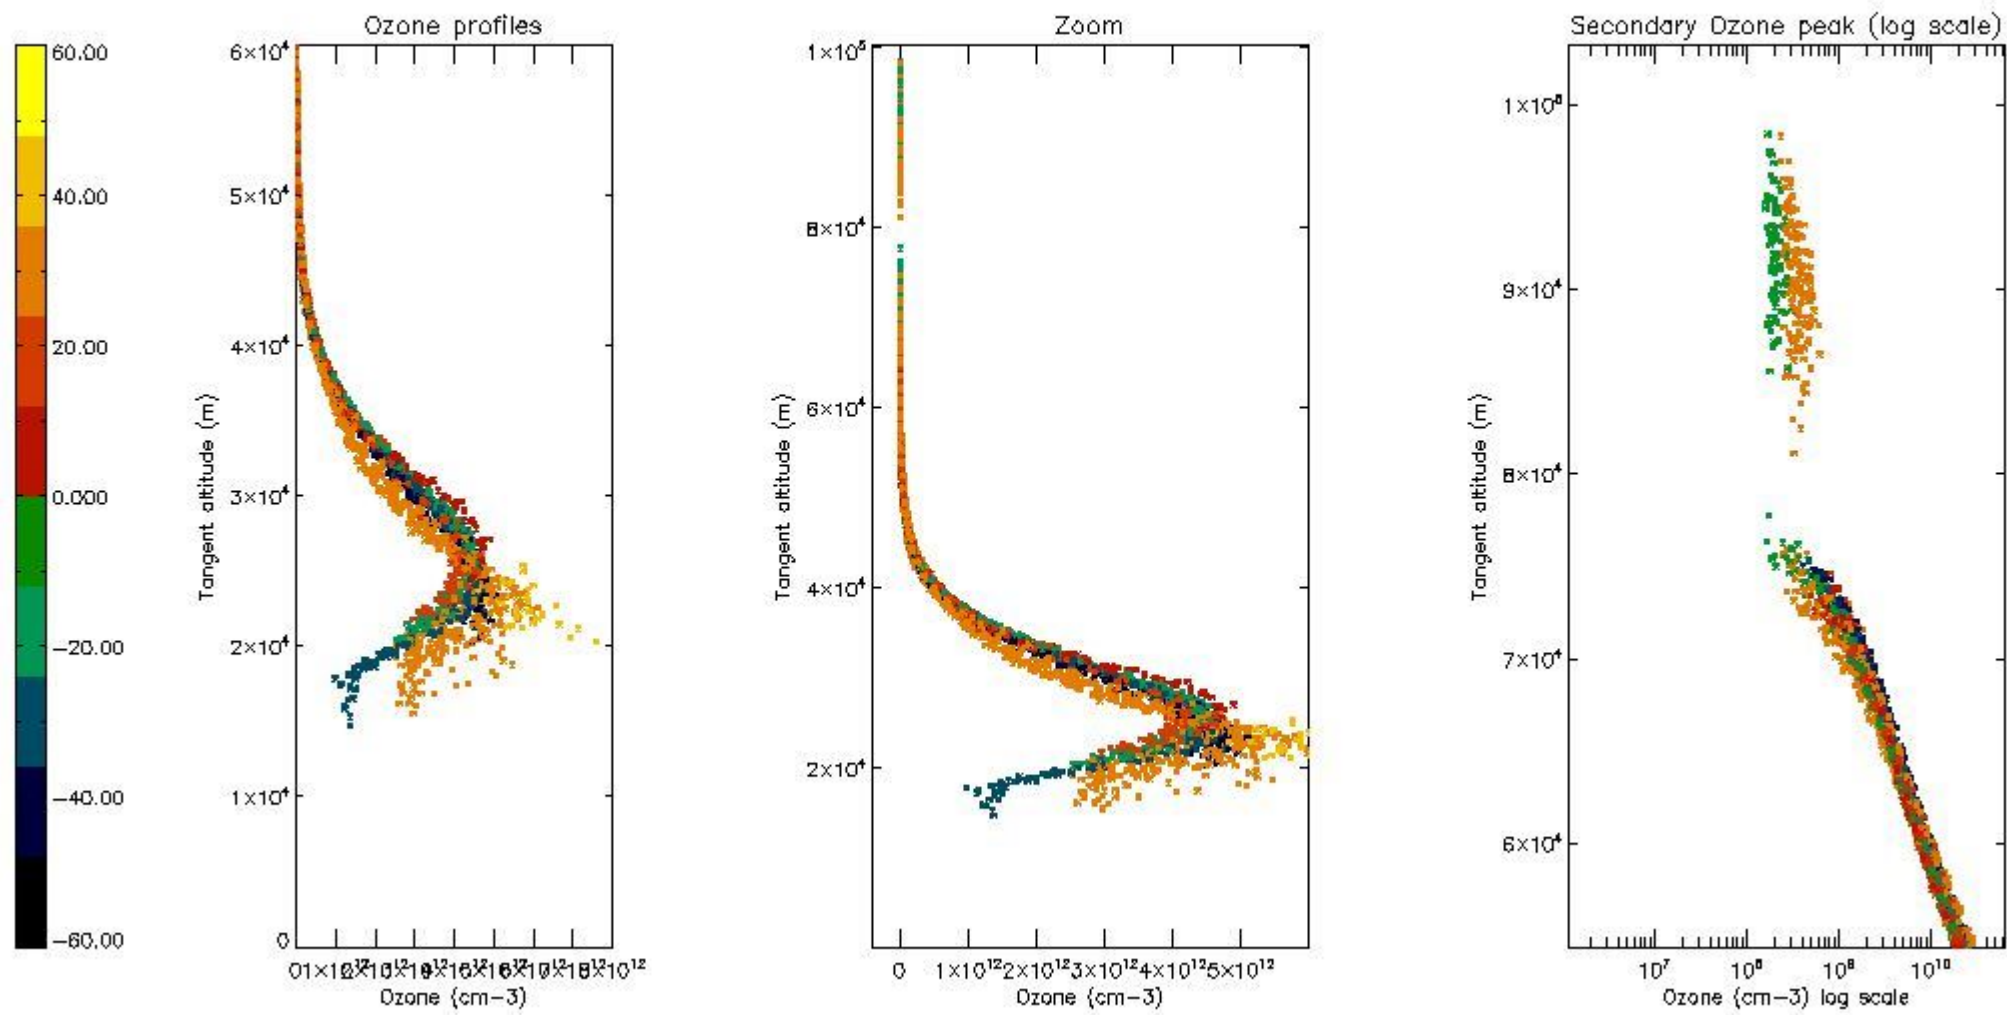 Ozone profiles
Zoom
Secondary Ozone peak (log scale)
60.00
40.00
20.00
-20.00
-40.00
-60.00
6×10⁴
5×10⁴
4×10⁴
3×10⁴
2×10⁴
1×10⁴
0
Tangent altitude (m)
Ozone (cm-3)
1×10⁵
8×10⁴
6×10⁴
4×10⁴
2×10⁴
Tangent altitude (m)
0 1×10¹² 2×10¹² 3×10¹² 4×10¹² 5×10¹²
Ozone (cm-3)
9×10⁴
8×10⁴
7×10⁴
6×10⁴
Tangent altitude (m)
10⁷ 10⁸ 10⁹ 10¹⁰
Ozone (cm-3) log scale